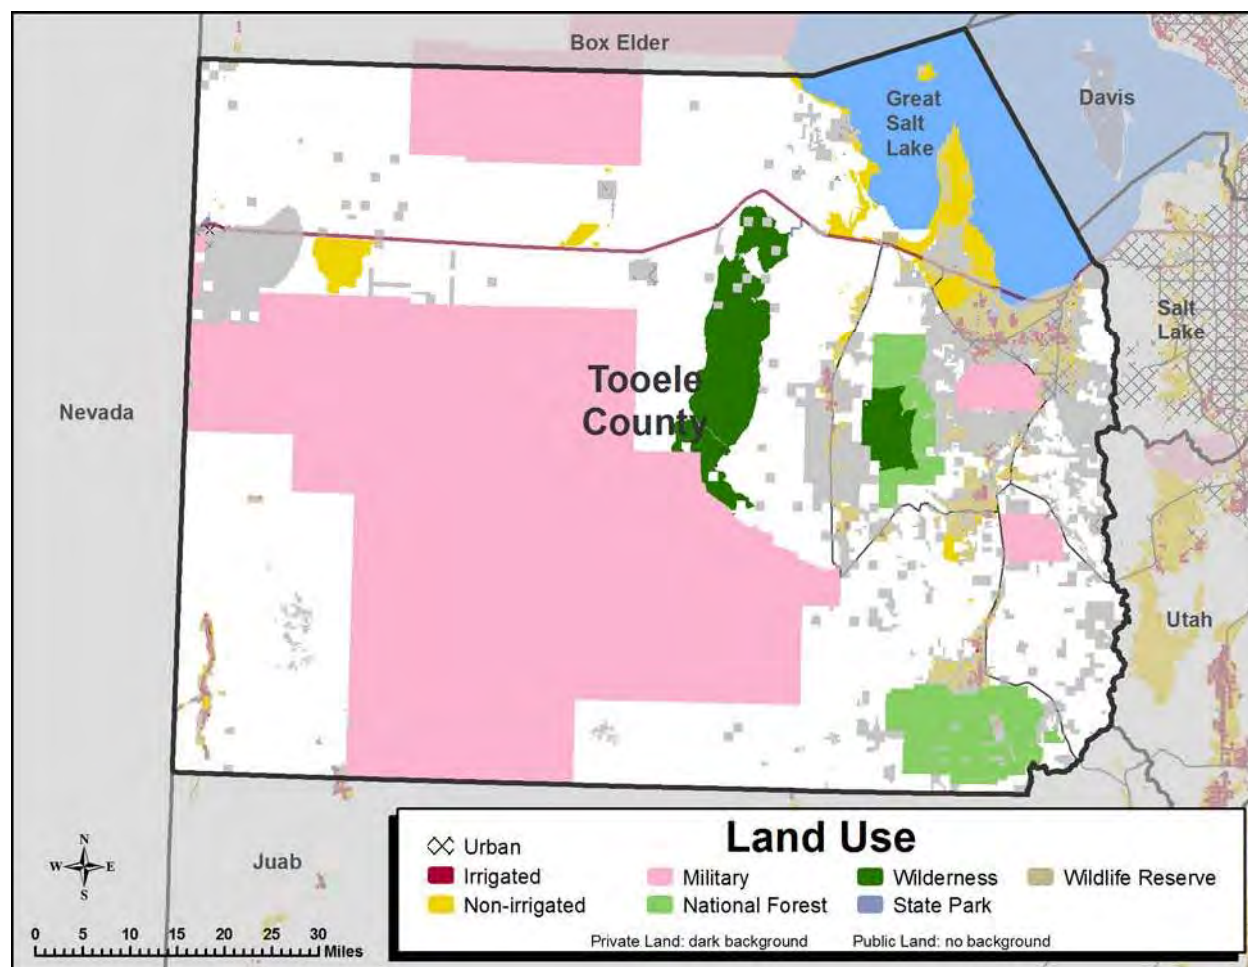 Box Elder
Great
Salt
Lake
Davis
Salt
Lake
Nevada
Tooele
County
Utah
Juab
N
W
E
S
0 5 10 15 20 25 30
Miles
Land Use
Urban
Irrigated
Military
Wilderness
Wildlife Reserve
Non-irrigated
National Forest
State Park
Private Land: dark background
Public Land: no background